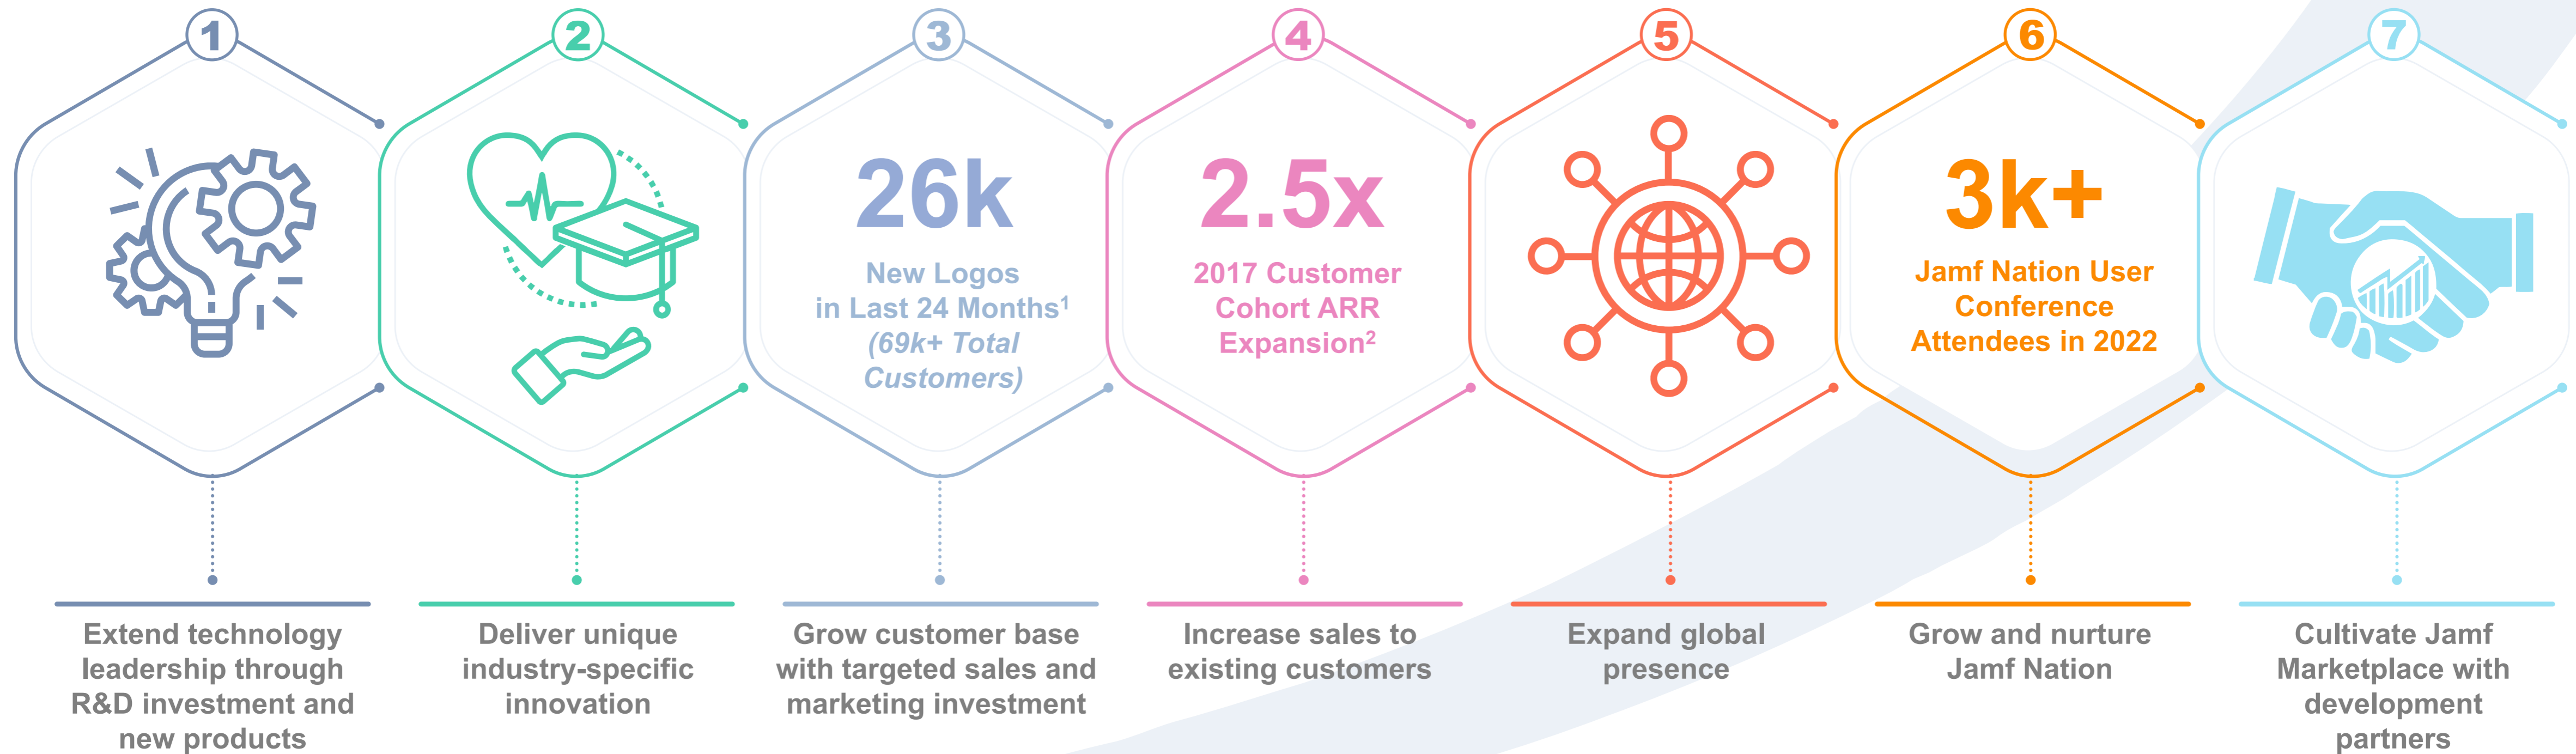 1
2
3
4
5
6
7
26k
New Logos
in Last 24 Months¹
(69k+ Total
Customers)
2.5x
2017 Customer
Cohort ARR
Expansion²
3k+
Jamf Nation User
Conference
Attendees in 2022
Extend technology
leadership through
R&D investment and
new products
Deliver unique
industry-specific
innovation
Grow customer base
with targeted sales and
marketing investment
Increase sales to
existing customers
Expand global
presence
Grow and nurture
Jamf Nation
Cultivate Jamf
Marketplace with
development
partners